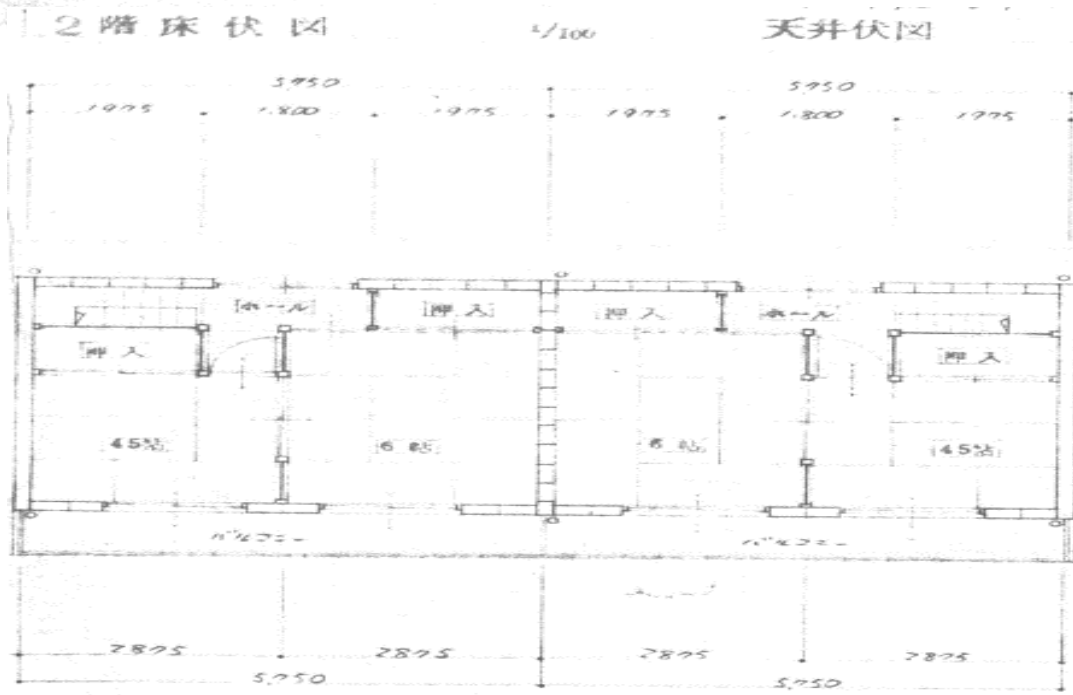 2階床伏図 1/100 天井伏図
5,750 5,750
1,975 1,800 1,975 1,975 1,800 1,975
ホール 押入 押入 ホール
押入 押入
4.5帖 6帖 6帖 4.5帖
バルコニー バルコニー
2,875 2,875 2,875 2,875
5,750 5,750